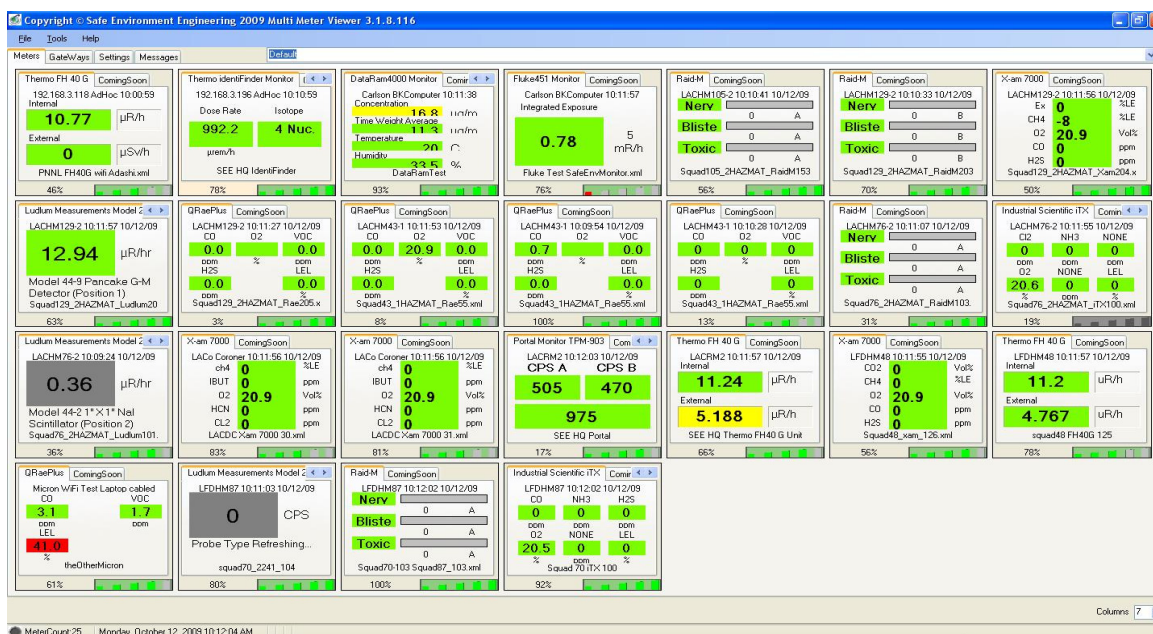 Copyright © Safe Environment Engineering 2009 Multi Meter Viewer 3.1.8.116
File Tools Help
Meters GateWays Settings Messages Default
Thermo FH 40 G ComingSoon
192.168.3.118 AdHoc 10:00:59
Internal
10.77 µR/h
External
0 µSv/h
PNNL FH40G wifi Adashi.xml
46%
Thermo identiFinder Monitor
192.168.3.196 AdHoc 10:10:59
Dose Rate Isotope
992.2 4 Nuc.
µrem/h
SEE HQ IdentiFinder
78%
DataRam4000 Monitor
Carlson BKComputer 10:11:38
Concentration
16.8 ug/m
Time Weight Average
11.3 ug/m
Temperature
20 C
Humidity
33.5 %
DataRamTest
93%
Fluke451 Monitor ComingSoon
Carlson BKComputer 10:11:57
Integrated Exposure
0.78 5
mR/h
Fluke Test SafeEnvMonitor.xml
76%
Raid-M ComingSoon
LACHM105-2 10:10:41 10/12/09
Nerv
0 A
Bliste
0 A
Toxic
0 A
Squad105_2HAZMAT_RaidM153
56%
Raid-M ComingSoon
LACHM129-2 10:10:33 10/12/09
Nerv
0 B
Bliste
0 B
Toxic
0 B
Squad129_2HAZMAT_RaidM203
70%
X-am 7000 ComingSoon
LACHM129-2 10:11:56 10/12/09
Ex 0 %LE
CH4 -8 %LE
O2 20.9 Vol%
CO 0 ppm
H2S 0 ppm
Squad129_2HAZMAT_Xam204.x
50%
Ludlum Measurements Model 2
LACHM129-2 10:11:57 10/12/09
12.94 µR/hr
Model 44-9 Pancake G-M
Detector (Position 1)
Squad129_2HAZMAT_Ludlum20
63%
QRaePlus ComingSoon
LACHM129-2 10:11:27 10/12/09
CO O2 VOC
0.0 0.0
ppm % ppm
H2S LEL
0.0 0.0
ppm %
Squad129_2HAZMAT_Rae205.x
3%
QRaePlus ComingSoon
LACHM43-1 10:11:53 10/12/09
CO O2 VOC
0.0 20.9 0.0
ppm % ppm
H2S LEL
0.0 0.0
ppm %
Squad43_1HAZMAT_Rae55.xml
8%
QRaePlus ComingSoon
LACHM43-1 10:09:54 10/12/09
CO O2 VOC
0.7 0.0
ppm % ppm
H2S LEL
0.0 0.0
ppm %
Squad43_1HAZMAT_Rae55.xml
100%
QRaePlus ComingSoon
LACHM43-1 10:10:28 10/12/09
CO O2 VOC
0.0 0.0
ppm % ppm
H2S LEL
0.0 0.0
ppm %
Squad43_1HAZMAT_Rae55.xml
13%
Raid-M ComingSoon
LACHM76-2 10:11:07 10/12/09
Nerv
0 A
Bliste
0 A
Toxic
0 A
Squad76_2HAZMAT_RaidM103.
31%
Industrial Scientific iTX
LACHM76-2 10:11:55 10/12/09
Cl2 NH3 NONE
0 0 0
ppm ppm ppm
O2 NONE LEL
20.6 0 0
% ppm %
Squad76_2HAZMAT_iTX100.xml
19%
Ludlum Measurements Model 2
LACHM76-2 10:09:24 10/12/09
0.36 µR/hr
Model 44-2 1"X1" NaI
Scintillator (Position 2)
Squad76_2HAZMAT_Ludlum101.
36%
X-am 7000 ComingSoon
LACo Coroner 10:11:56 10/12/09
ch4 0 %LE
IBUT 0 ppm
O2 20.9 Vol%
HCN 0 ppm
CL2 0 ppm
LACDC Xam 7000 30.xml
83%
X-am 7000 ComingSoon
LACo Coroner 10:11:56 10/12/09
ch4 0 %LE
IBUT 0 ppm
O2 20.9 Vol%
HCN 0 ppm
CL2 0 ppm
LACDC Xam 7000 31.xml
81%
Portal Monitor TPM-903
LACRM2 10:12:03 10/12/09
CPS A CPS B
505 470
975
SEE HQ Portal
17%
Thermo FH 40 G ComingSoon
LACRM2 10:11:57 10/12/09
Internal
11.24 µR/h
External
5.188 µR/h
SEE HQ Thermo FH40 G Unit
66%
X-am 7000 ComingSoon
LFDHM48 10:11:55 10/12/09
CO2 0 Vol%
CH4 0 %LE
O2 20.9 Vol%
CO 0 ppm
H2S 0 ppm
Squad48_xam_126.xml
56%
Thermo FH 40 G ComingSoon
LFDHM48 10:11:57 10/12/09
Internal
11.2 uR/h
External
4.767 uR/h
squad48 FH40G 125
78%
QRaePlus ComingSoon
Micron WiFi Test Laptop cabled
CO VOC
3.1 1.7
ppm ppm
LEL
41.0
%
theOtherMicron
61%
Ludlum Measurements Model 2
LFDHM87 10:11:03 10/12/09
0 CPS
Probe Type Refreshing...
squad70_2241_104
80%
Raid-M ComingSoon
LFDHM87 10:12:02 10/12/09
Nerv
0 A
Bliste
0 A
Toxic
0 A
Squad70-103 Squad87_103.xml
100%
Industrial Scientific iTX
LFDHM87 10:12:02 10/12/09
CO NH3 H2S
0 0 0
ppm ppm ppm
O2 NONE LEL
20.5 0 0
% ppm %
Squad 70 iTX 100
92%
Columns 7
MeterCount:25 Monday, October 12, 2009 10:12:04 AM